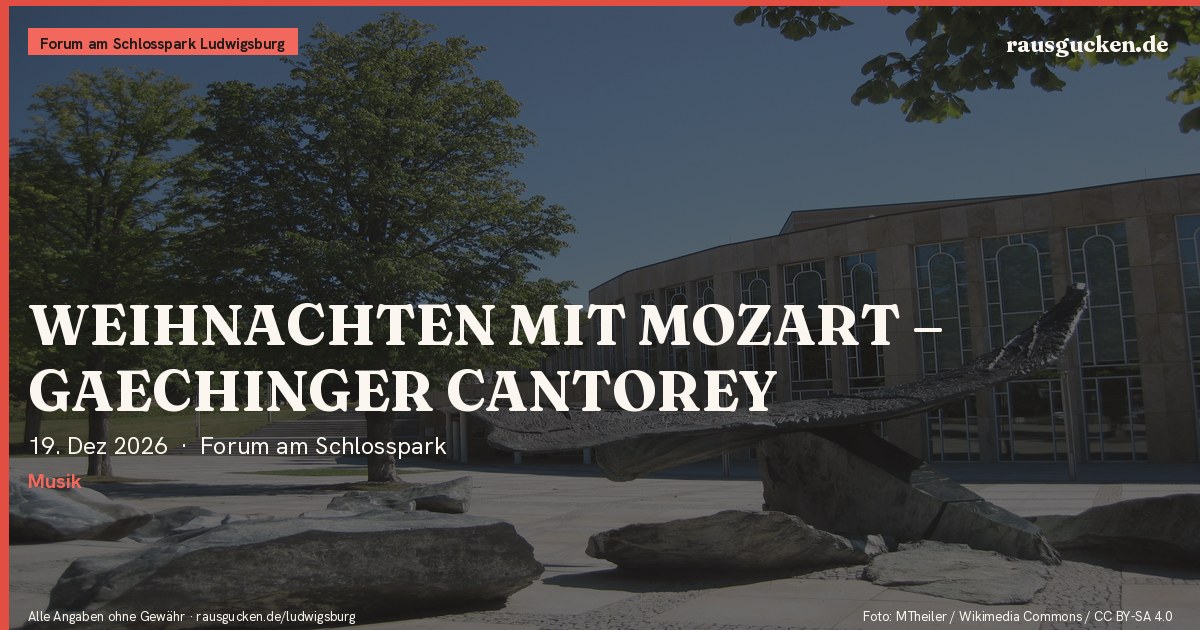 Forum am Schlosspark Ludwigsburg
rausgucken.de
WEIHNACHTEN MIT MOZART –
GAECHINGER CANTOREY
19. Dez 2026 · Forum am Schlosspark
Musik
Alle Angaben ohne Gewähr · rausgucken.de/ludwigsburg
Foto: MTheiler / Wikimedia Commons / CC BY-SA 4.0